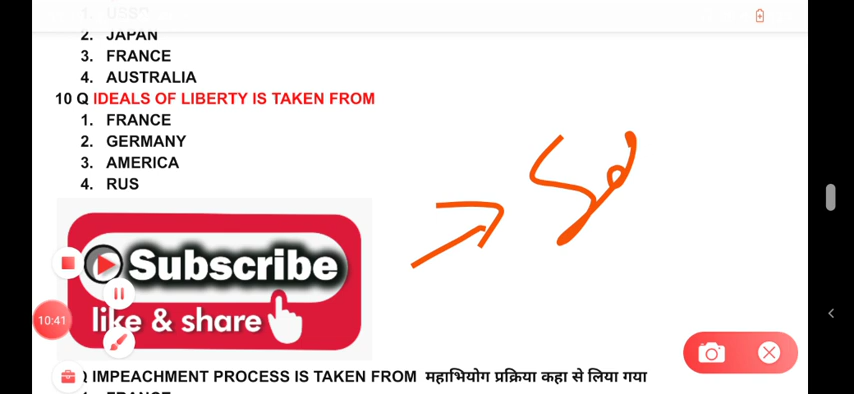 2. JAPAN
3. FRANCE
4. AUSTRALIA
10 Q IDEALS OF LIBERTY IS TAKEN FROM
1. FRANCE
2. GERMANY
3. AMERICA
4. RUS
Subscribe
like & share
10:41
IMPEACHMENT PROCESS IS TAKEN FROM महाभियोग प्रक्रिया कहा से लिया गया